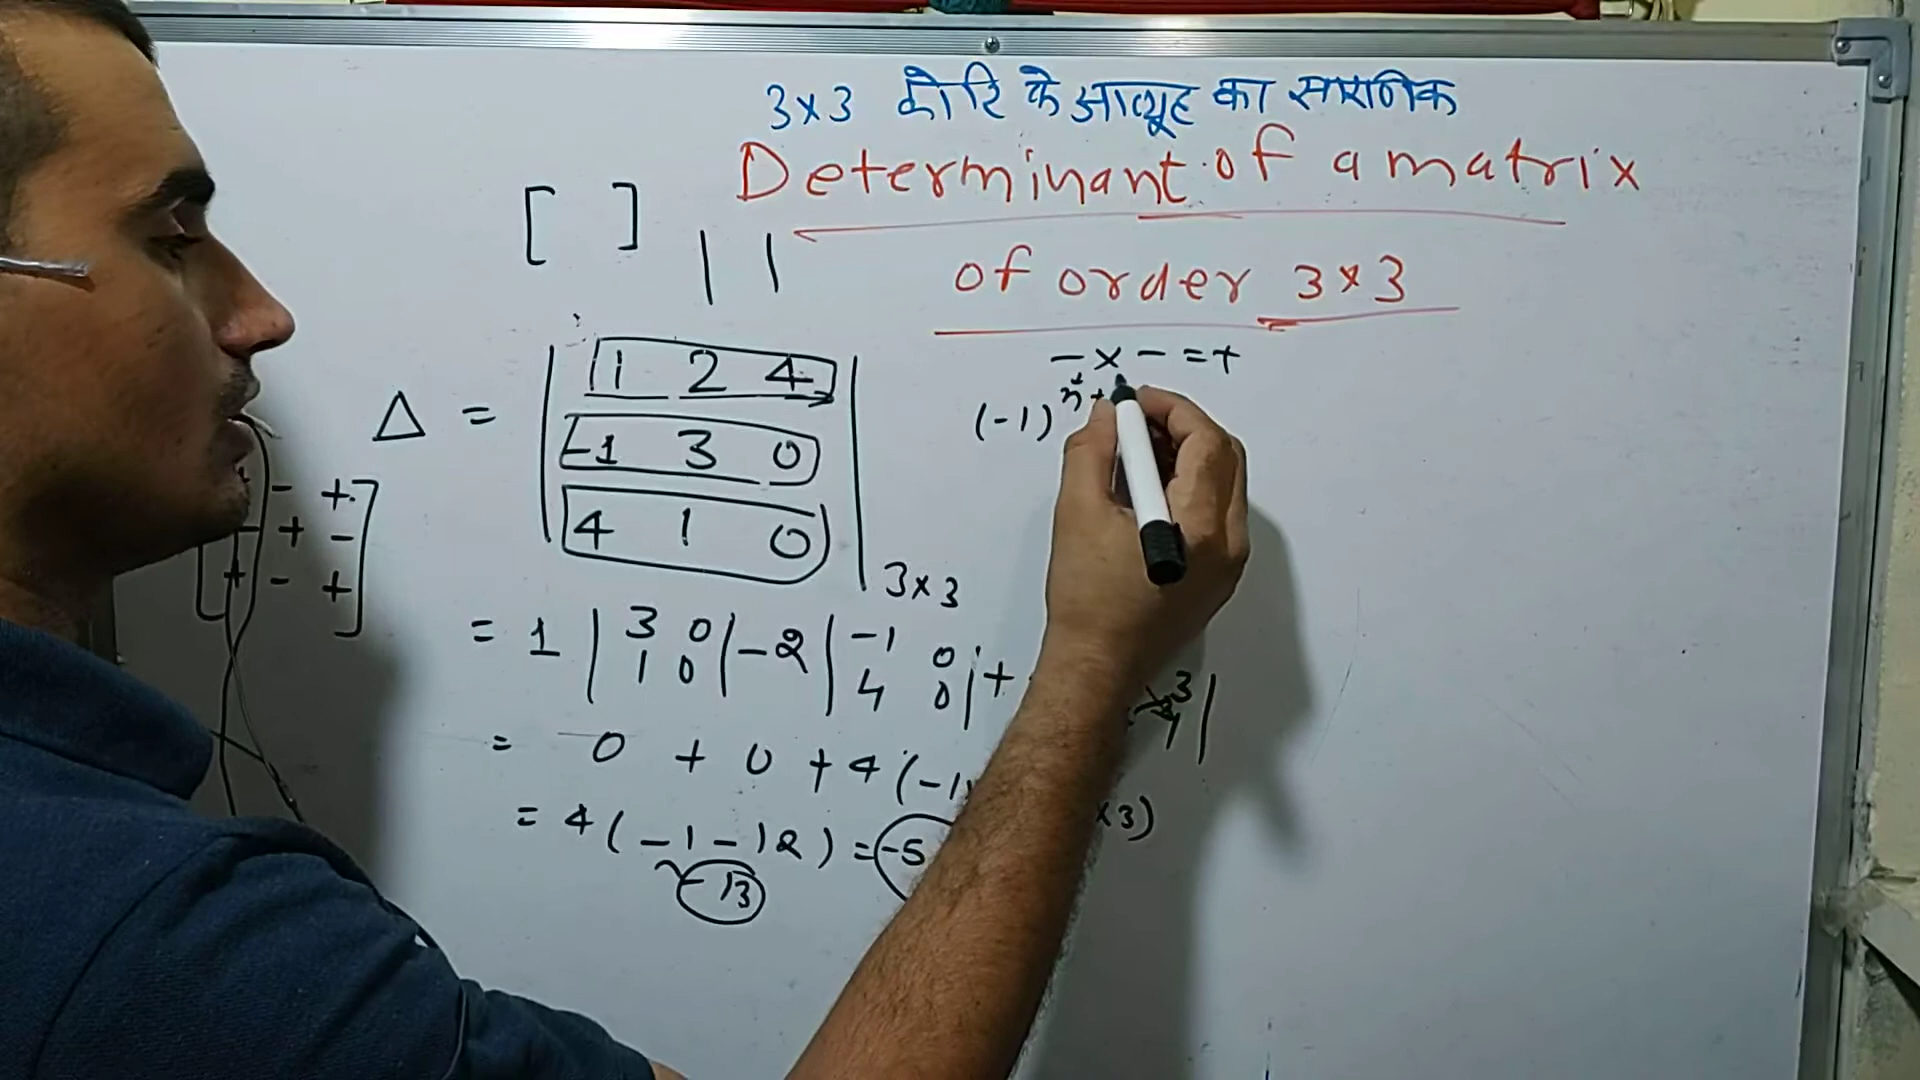 3×3 कोटि के आव्यूह का सारणिक
Determinant of a matrix
of order 3×3
[ ] | |
- × - = +
(-1)
Δ = | 1 2 4 |
| -1 3 0 |
| 4 1 0 | 3×3
- +
- + -
+ - +
= 1 | 3 0 | - 2 | -1 0 | +
| 1 0 | | 4 0 | 3 |
= 0 + 0 + 4 (-1
×3)
= 4 ( -1 - 12 ) = -5
-13